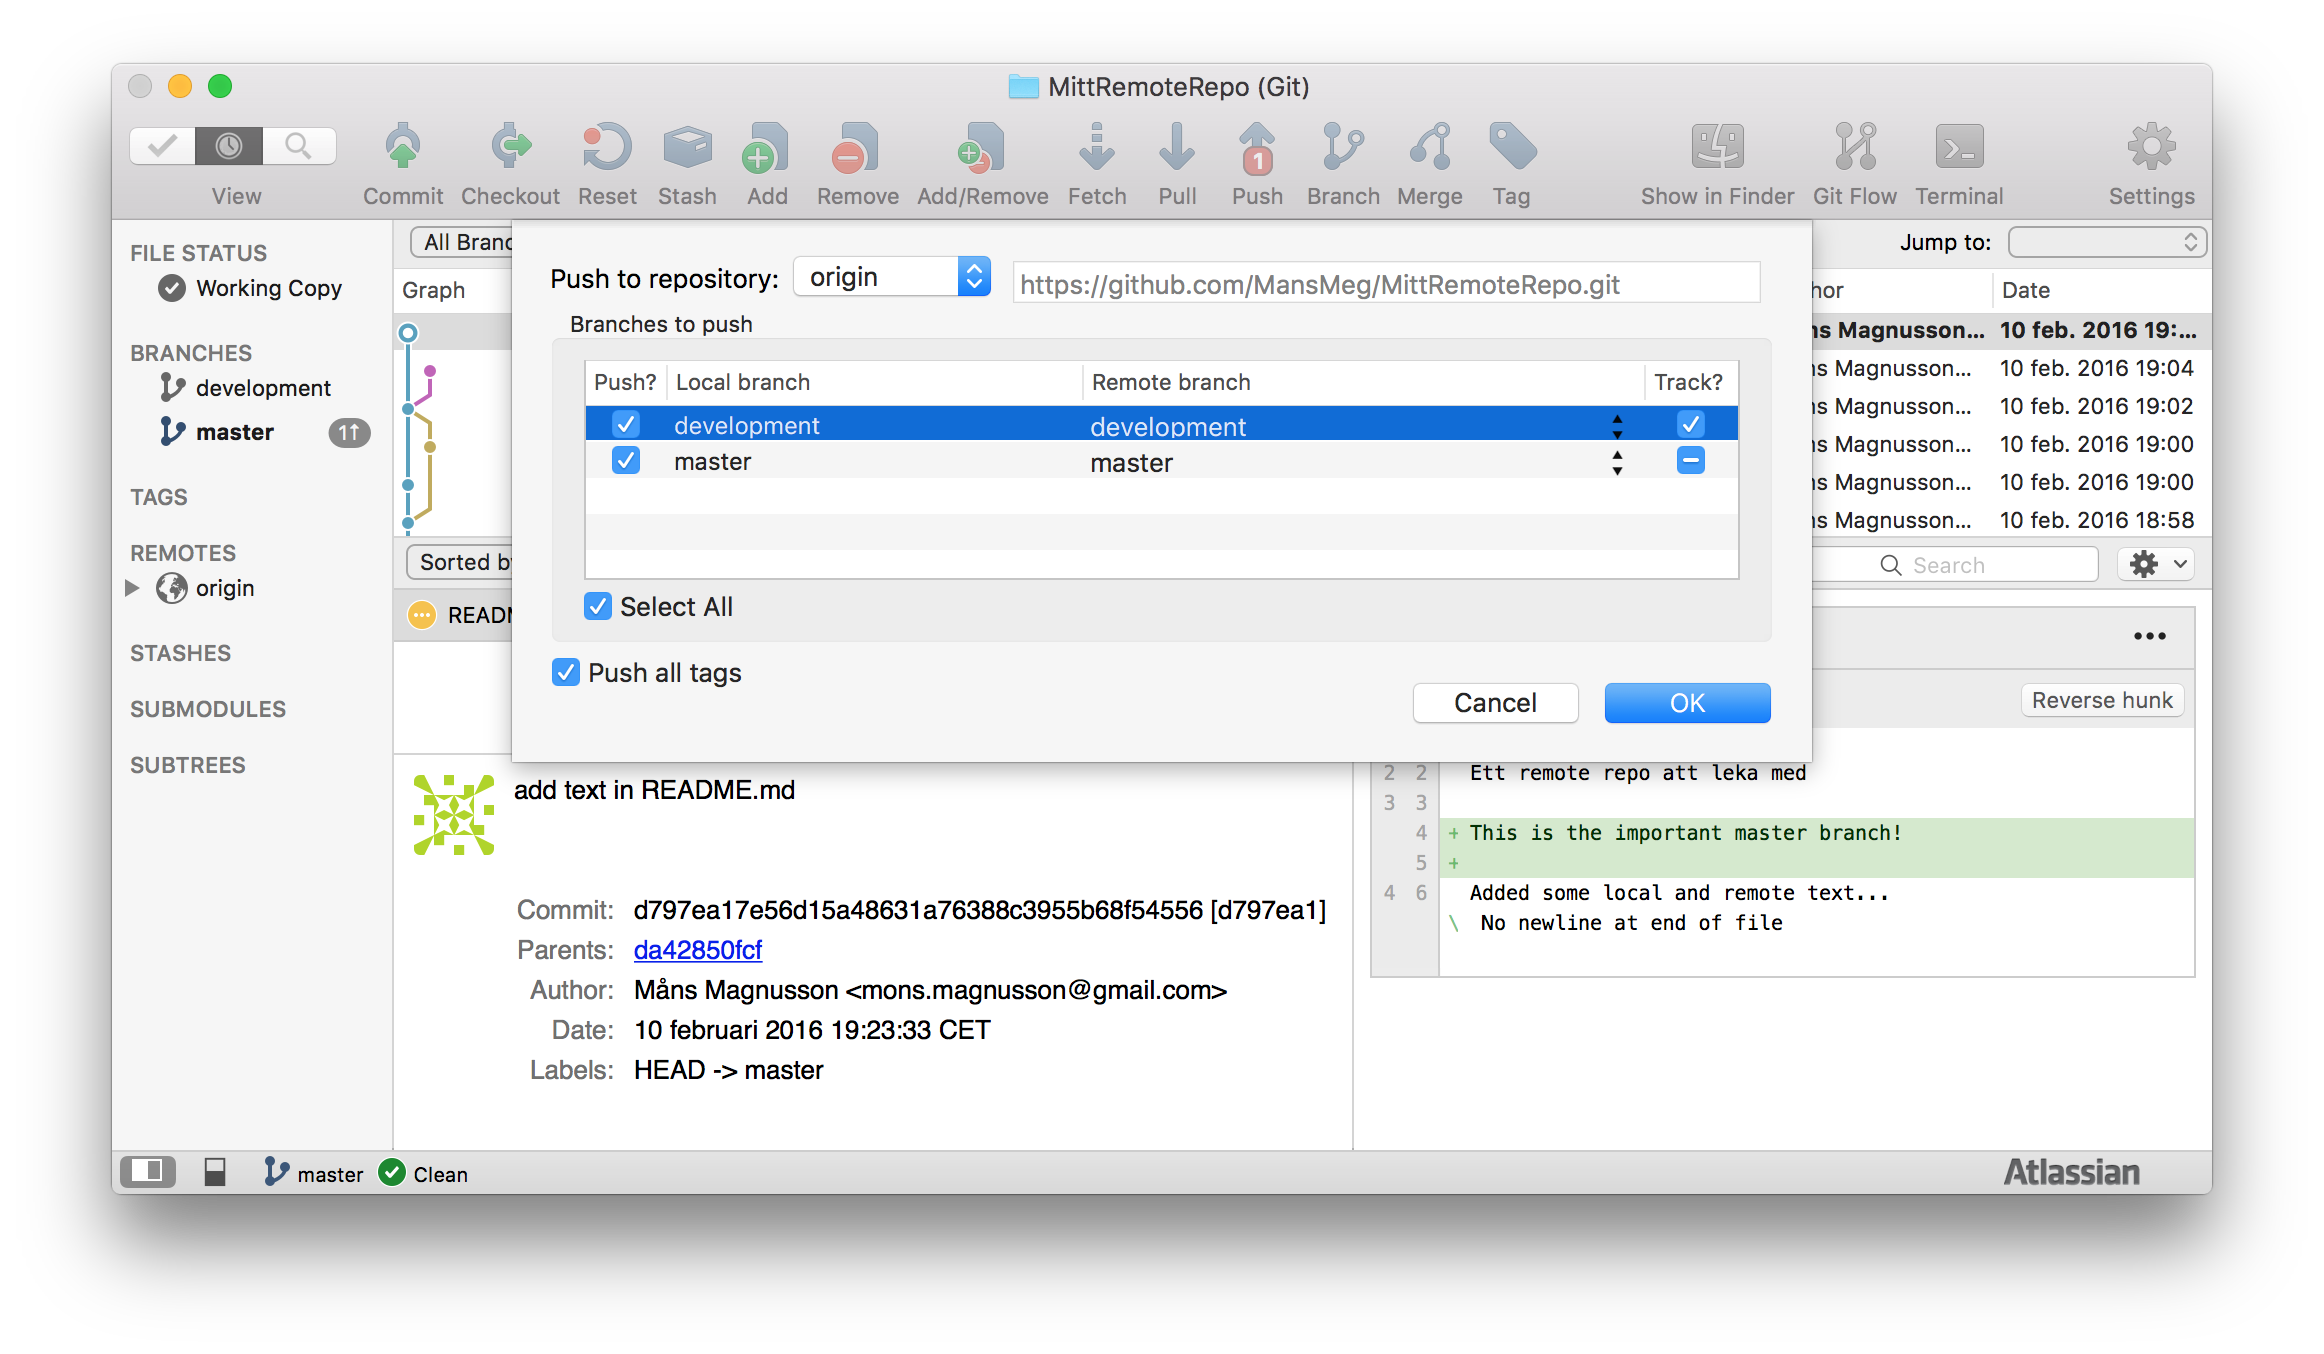 MittRemoteRepo (Git)
View Commit Checkout Reset Stash Add Remove Add/Remove Fetch Pull 1 Push Branch Merge Tag Show in Finder Git Flow Terminal Settings
FILE STATUS
Working Copy
BRANCHES
development
master 1↑
TAGS
REMOTES
origin
STASHES
SUBMODULES
SUBTREES
All Branc
Jump to:
Graph
hor Date
ns Magnusson... 10 feb. 2016 19:...
ns Magnusson... 10 feb. 2016 19:04
ns Magnusson... 10 feb. 2016 19:02
ns Magnusson... 10 feb. 2016 19:00
ns Magnusson... 10 feb. 2016 19:00
ns Magnusson... 10 feb. 2016 18:58
Push to repository: origin https://github.com/MansMeg/MittRemoteRepo.git
Branches to push
Push? Local branch Remote branch Track?
development development
master master
Select All
Push all tags
Cancel OK
Sorted b
Search
READ
Reverse hunk
add text in README.md
Commit: d797ea17e56d15a48631a76388c3955b68f54556 [d797ea1]
Parents: da42850fcf
Author: Måns Magnusson <mons.magnusson@gmail.com>
Date: 10 februari 2016 19:23:33 CET
Labels: HEAD -> master
2 2 Ett remote repo att leka med
3 3
4 + This is the important master branch!
5 +
4 6 Added some local and remote text...
\ No newline at end of file
master Clean
Atlassian